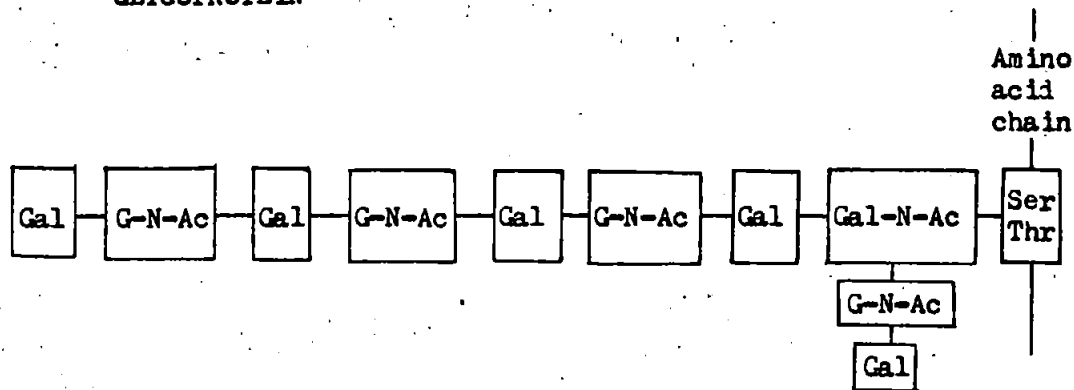 Amino
acid
chain
Gal
G-N-Ac
Gal
G-N-Ac
Gal
G-N-Ac
Gal
Gal-N-Ac
Ser
Thr
G-N-Ac
Gal